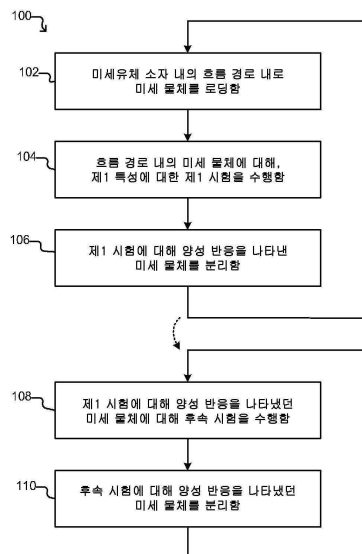 100
102
미세유체 소자 내의 흐름 경로 내로
미세 물체를 로딩함
104
흐름 경로 내의 미세 물체에 대해,
제1 특성에 대한 제1 시험을 수행함
106
제1 시험에 대해 양성 반응을 나타낸
미세 물체를 분리함
108
제1 시험에 대해 양성 반응을 나타냈던
미세 물체에 대해 후속 시험을 수행함
110
후속 시험에 대해 양성 반응을 나타냈던
미세 물체를 분리함